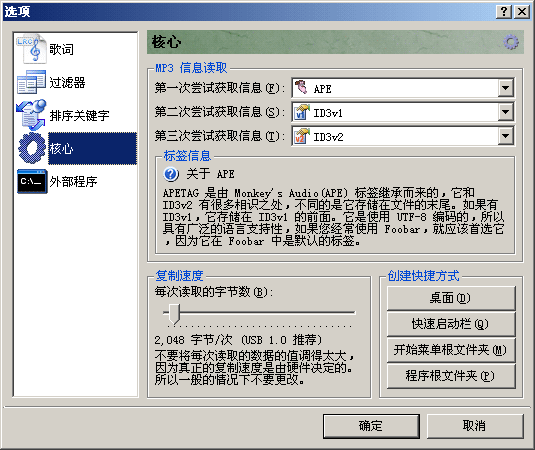 选项
LRC
歌词
过滤器
排序关键字
核心
C:\_
外部程序
核心
MP3 信息读取
第一次尝试获取信息(F):
APE
第二次尝试获取信息(S):
ID3v1
第三次尝试获取信息(T):
ID3v2
标签信息
关于 APE
APETAG 是由 Monkey's Audio(APE) 标签继承而来的，它和
ID3v2 有很多相识之处，不同的是它存储在文件的末尾。如果有
ID3v1，它存储在 ID3v1 的前面。它是使用 UTF-8 编码的，所以
具有广泛的语言支持性，如果您经常使用 Foobar，就应该首选它
，因为它在 Foobar 中是默认的标签。
复制速度
每次读取的字节数(B):
2,048 字节/次 (USB 1.0 推荐)
不要将每次读取的数据的值调得太大，
因为真正的复制速度是由硬件决定的。
所以一般的情况下不要更改。
创建快捷方式
桌面(D)
快速启动栏(Q)
开始菜单根文件夹(M)
程序根文件夹(P)
确定
取消